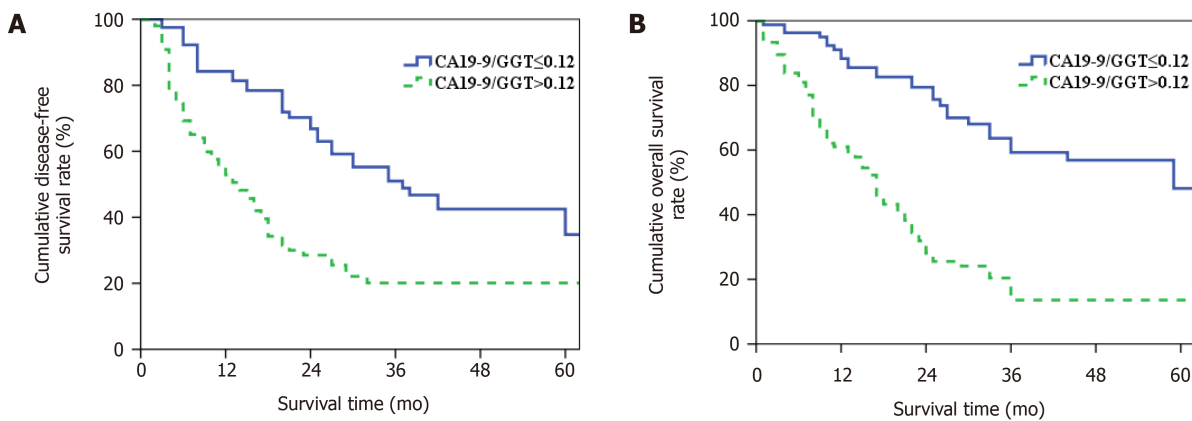 A
Cumulative disease-free
survival rate (%)
100
80
60
40
20
0
CA19-9/GGT≤0.12
CA19-9/GGT>0.12
0 12 24 36 48 60
Survival time (mo)
B
Cumulative overall survival
rate (%)
100
80
60
40
20
0
CA19-9/GGT≤0.12
CA19-9/GGT>0.12
0 12 24 36 48 60
Survival time (mo)